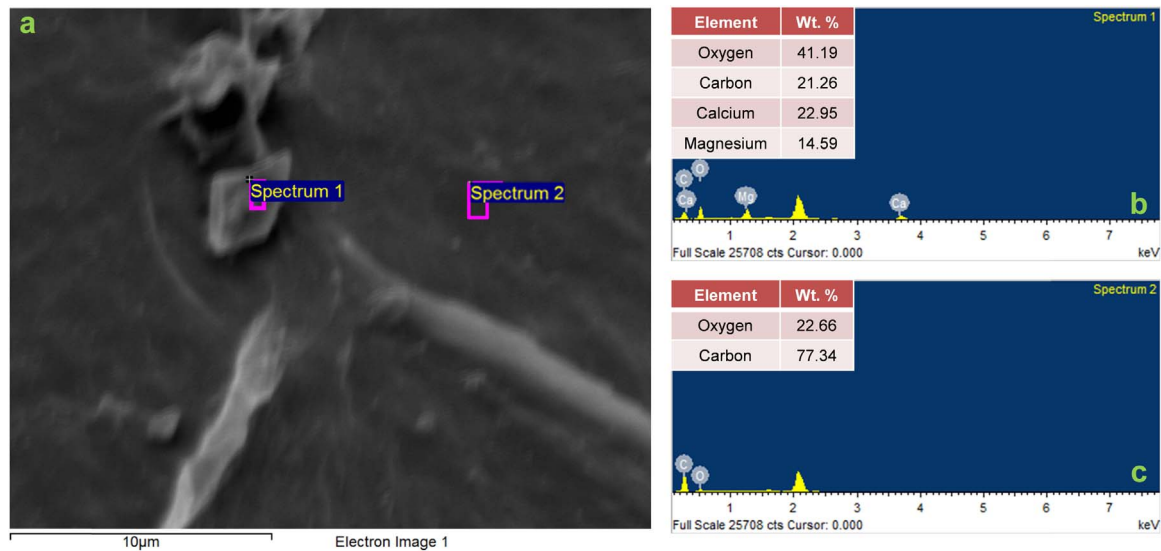 a
Spectrum 1
Spectrum 2
10µm
Electron Image 1
Element Wt. %
Oxygen 41.19
Carbon 21.26
Calcium 22.95
Magnesium 14.59
Spectrum 1
C
O
Ca
Mg
Ca
b
1 2 3 4 5 6 7
Full Scale 25708 cts Cursor: 0.000 keV
Element Wt. %
Oxygen 22.66
Carbon 77.34
Spectrum 2
C
O
c
1 2 3 4 5 6 7
Full Scale 25708 cts Cursor: 0.000 keV